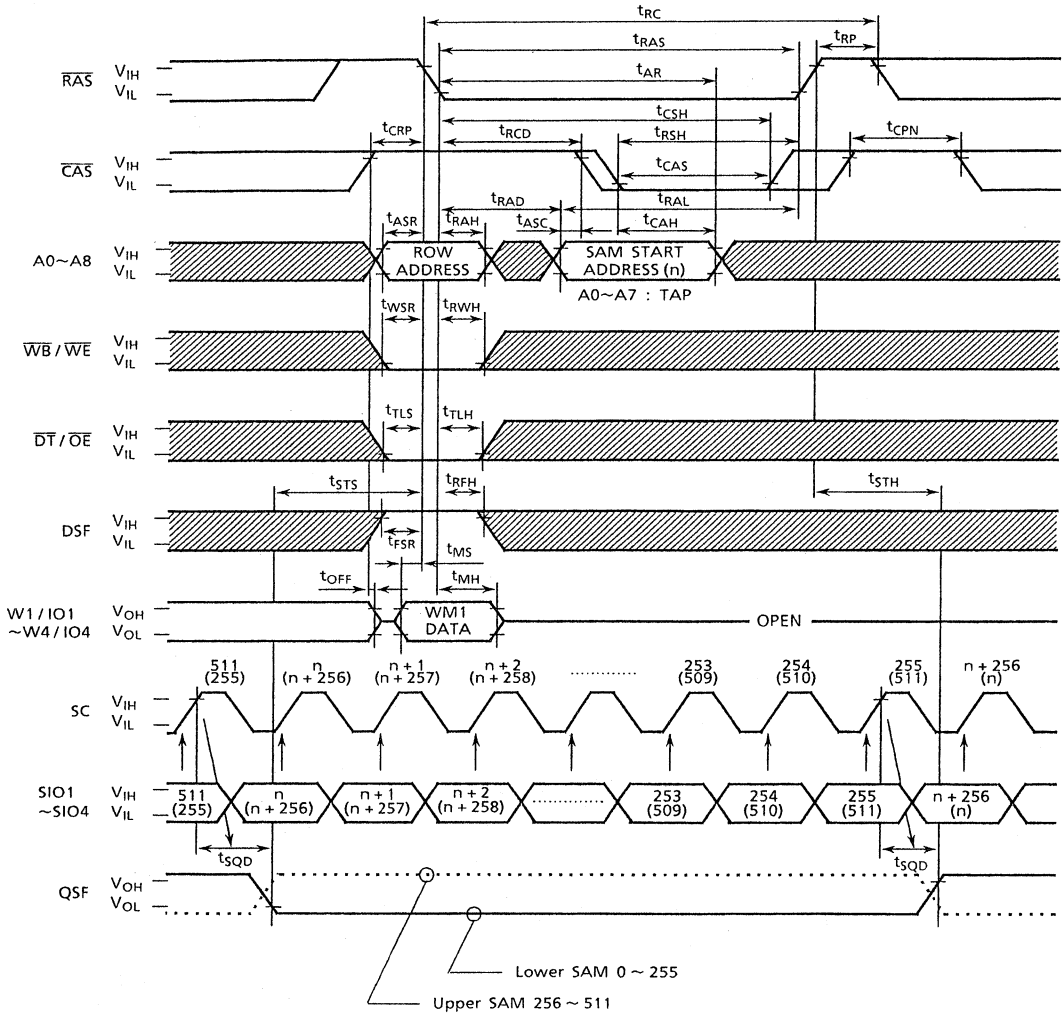 tRC
tRAS
tRP
RAS
VIH
VIL
tAR
tCSH
tCRP
tRCD
tRSH
tCPN
CAS
VIH
VIL
tCAS
tRAD
tRAL
tASR
tRAH
tASC
tCAH
A0~A8
VIH
VIL
ROW
ADDRESS
SAM START
ADDRESS (n)
A0~A7 : TAP
tWSR
tRWH
WB / WE
VIH
VIL
tTLS
tTLH
DT / OE
VIH
VIL
tSTS
tRFH
tSTH
DSF
VIH
VIL
tFSR
tMS
tOFF
tMH
W1 / IO1
~W4 / IO4
VOH
VOL
WM1
DATA
OPEN
511
(255)
n
(n + 256)
n + 1
(n + 257)
n + 2
(n + 258)
............
253
(509)
254
(510)
255
(511)
n + 256
(n)
SC
VIH
VIL
SIO1
~SIO4
VIH
VIL
511
(255)
n
(n + 256)
n + 1
(n + 257)
n + 2
(n + 258)
............
253
(509)
254
(510)
255
(511)
n + 256
(n)
tSQD
tSQD
QSF
VOH
VOL
Lower SAM 0 ~ 255
Upper SAM 256 ~ 511